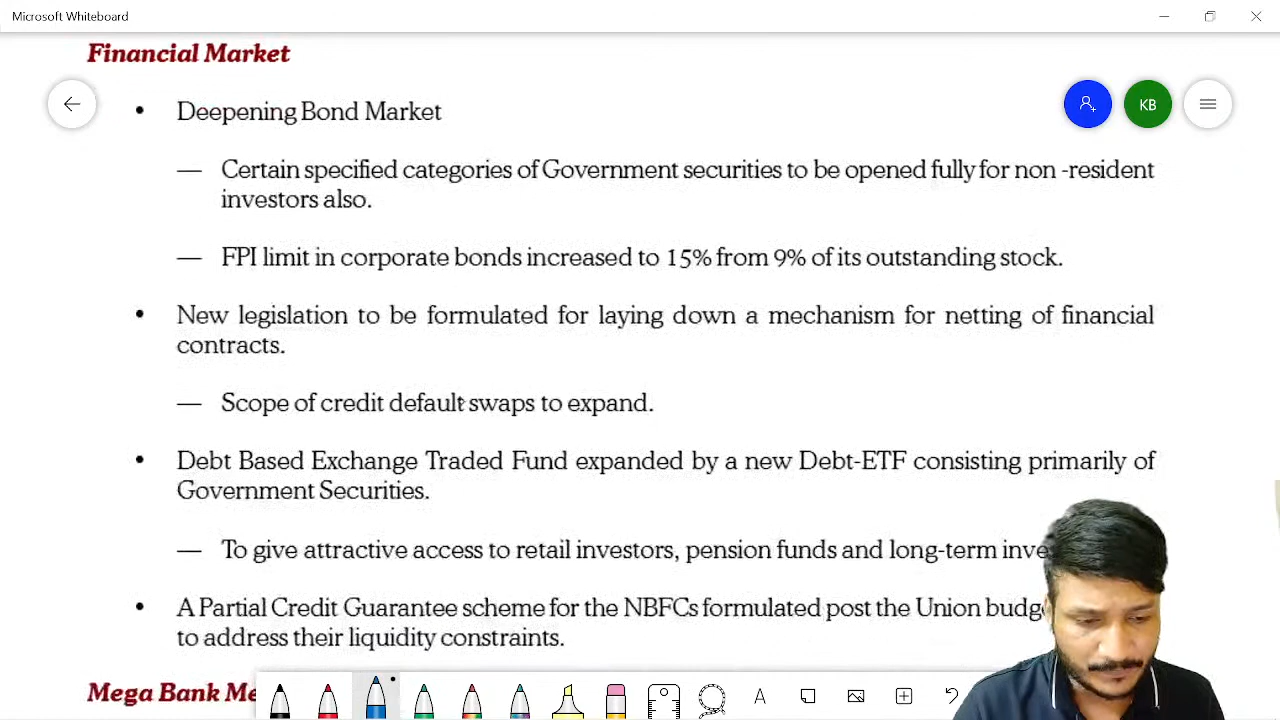 Microsoft Whiteboard
Financial Market
KB
• Deepening Bond Market
— Certain specified categories of Government securities to be opened fully for non -resident
investors also.
— FPI limit in corporate bonds increased to 15% from 9% of its outstanding stock.
• New legislation to be formulated for laying down a mechanism for netting of financial
contracts.
— Scope of credit default swaps to expand.
• Debt Based Exchange Traded Fund expanded by a new Debt-ETF consisting primarily of
Government Securities.
— To give attractive access to retail investors, pension funds and long-term inve
• A Partial Credit Guarantee scheme for the NBFCs formulated post the Union budg
to address their liquidity constraints.
Mega Bank Me
A